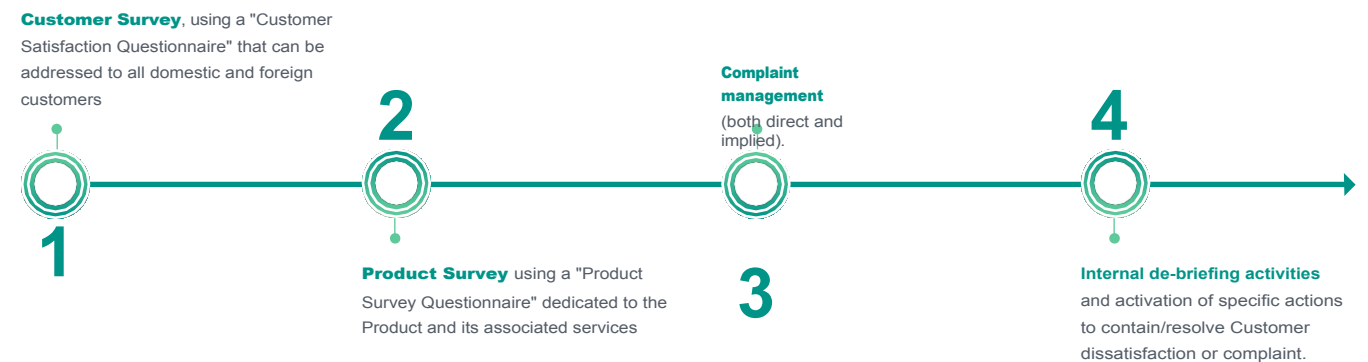 Customer Survey, using a "Customer
Satisfaction Questionnaire" that can be
addressed to all domestic and foreign
customers
1
2
Product Survey using a "Product
Survey Questionnaire" dedicated to the
Product and its associated services
Complaint
management
(both direct and
implied).
3
4
Internal de-briefing activities
and activation of specific actions
to contain/resolve Customer
dissatisfaction or complaint.